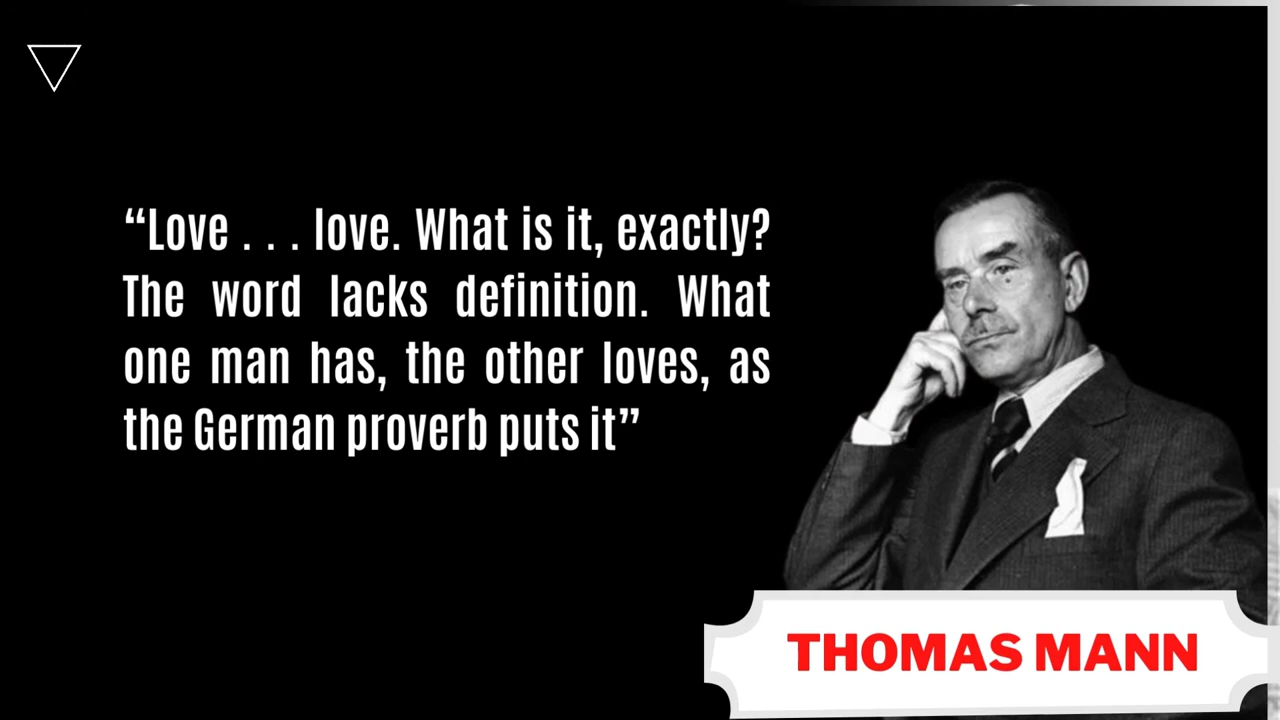 “Love . . . love. What is it, exactly?
The word lacks definition. What
one man has, the other loves, as
the German proverb puts it”
THOMAS MANN